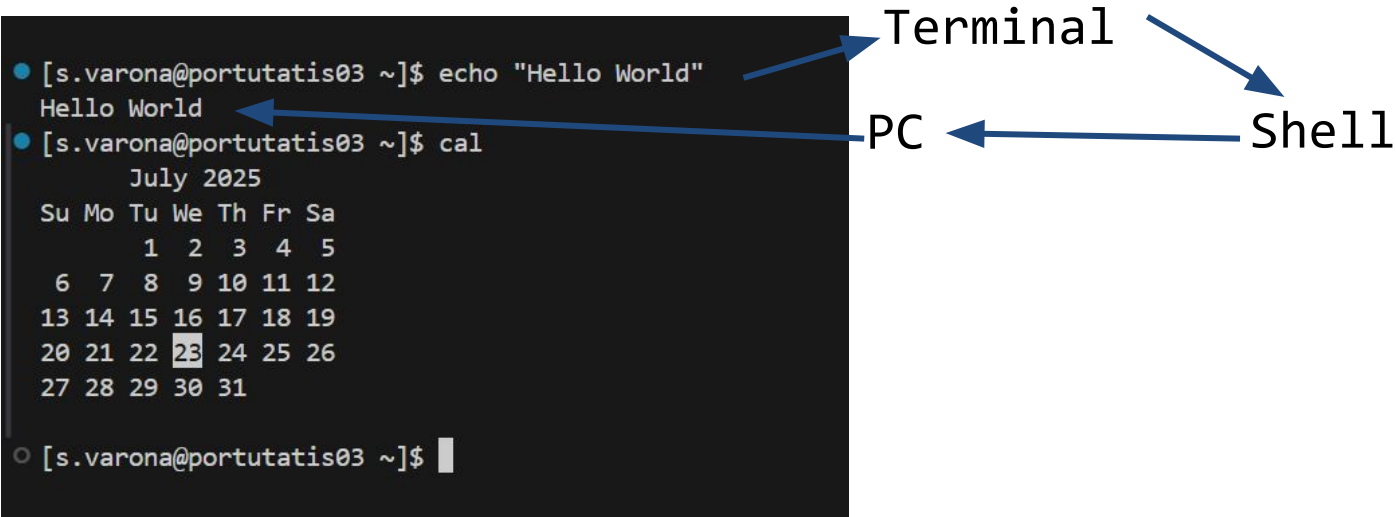 Terminal
[s.varona@portutatis03 ~]$ echo "Hello World"
Hello World
PC
Shell
[s.varona@portutatis03 ~]$ cal
July 2025
Su Mo Tu We Th Fr Sa
1 2 3 4 5
6 7 8 9 10 11 12
13 14 15 16 17 18 19
20 21 22 23 24 25 26
27 28 29 30 31
[s.varona@portutatis03 ~]$